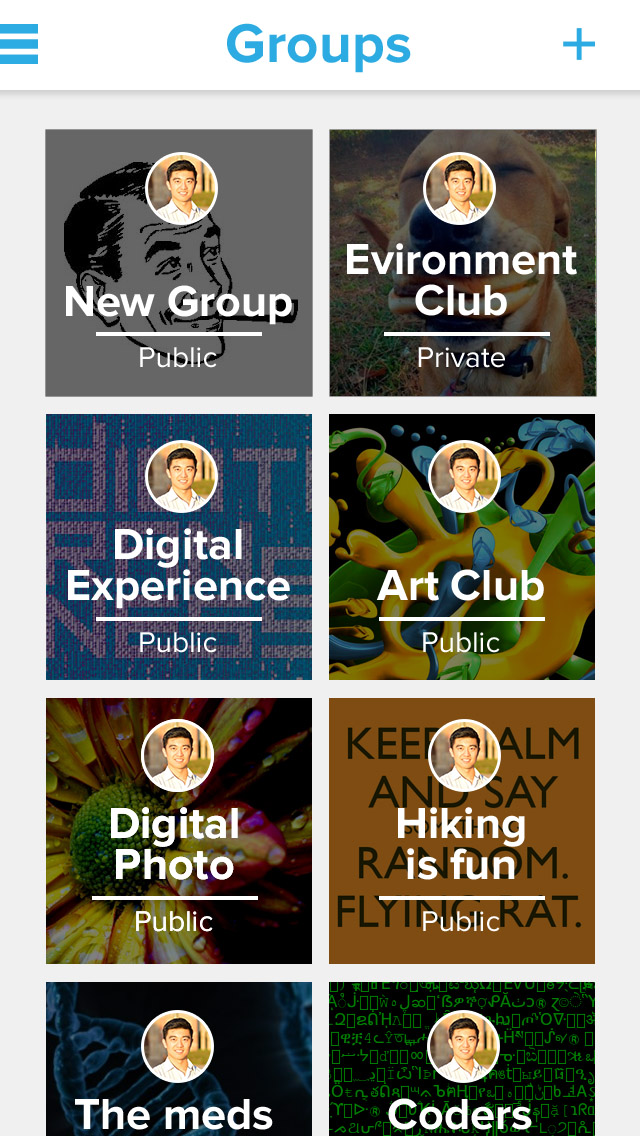 Groups
New Group
Public
Evironment
Club
Private
Digital
Experience
Public
Art Club
Public
Digital
Photo
Public
KEEP CALM
AND SAY
RANDOM.
FLYING RAT.
Hiking
is fun
Public
The meds
Coders